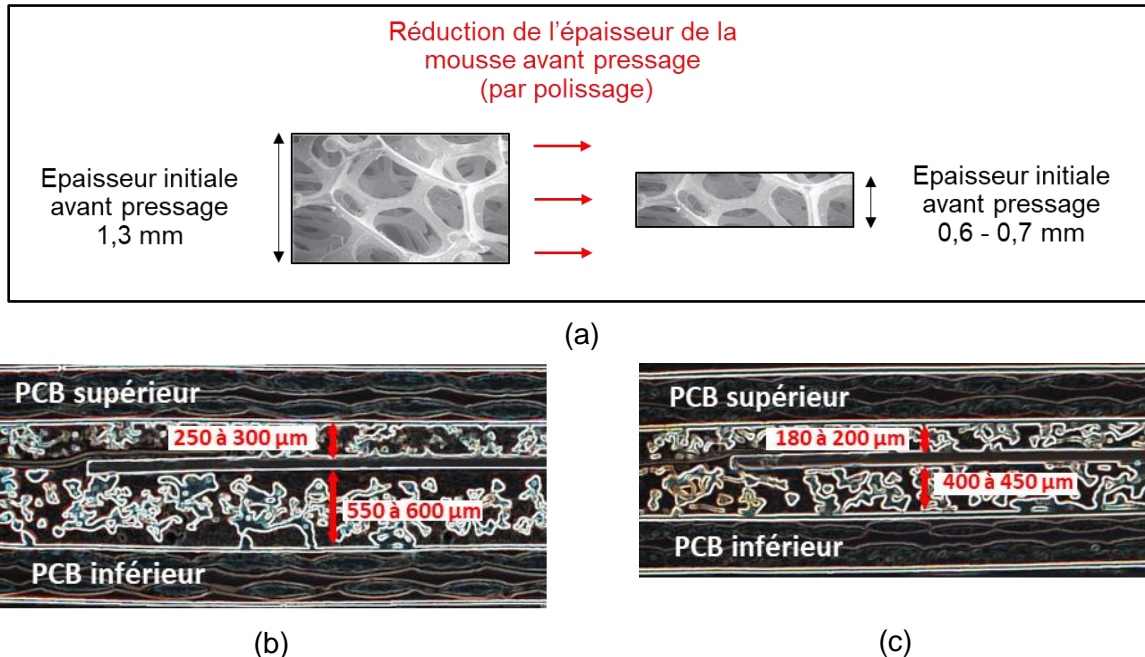 Réduction de l'épaisseur de la
mousse avant pressage
(par polissage)
Epaisseur initiale
avant pressage
1,3 mm
Epaisseur initiale
avant pressage
0,6 - 0,7 mm
(a)
PCB supérieur
250 à 300 µm
550 à 600 µm
PCB inférieur
(b)
PCB supérieur
180 à 200 µm
400 à 450 µm
PCB inférieur
(c)